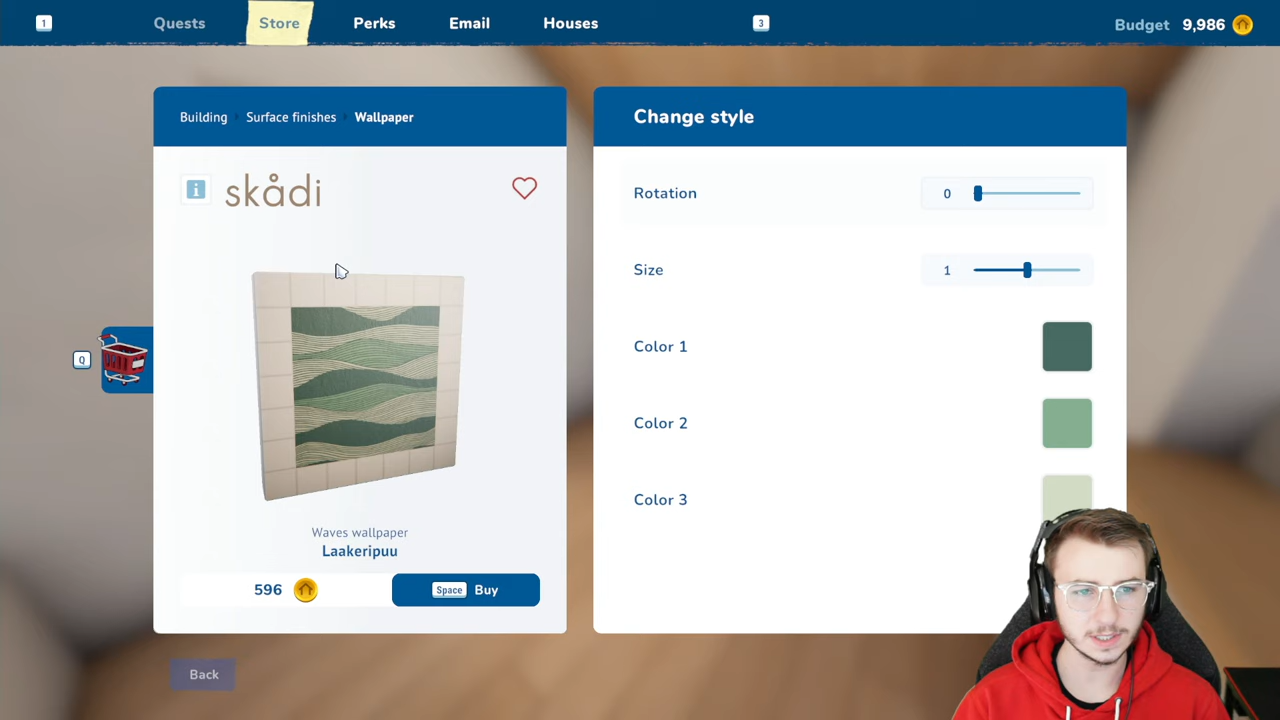 1 Quests Store Perks Email Houses 3 Budget 9,986
Building Surface finishes Wallpaper
Change style
i skådi
Rotation 0
Size 1
Color 1
Q
Color 2
Color 3
Waves wallpaper
Laakeripuu
596 Space Buy
Back